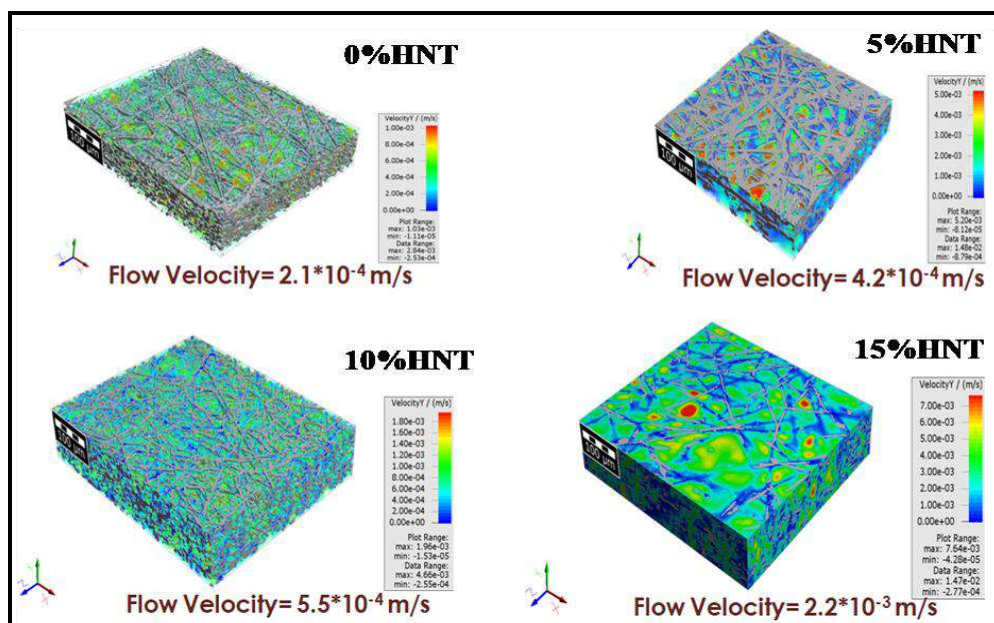 0%HNT
VelocityY / (m/s)
1.00e-03
8.00e-04
6.00e-04
4.00e-04
2.00e-04
0.00e+00
Plot Range:
max: 1.03e-03
min: -1.11e-05
Data Range:
max: 2.84e-03
min: -2.53e-04
100 µm
Flow Velocity= 2.1*10-4 m/s
5%HNT
VelocityY / (m/s)
5.00e-03
4.00e-03
3.00e-03
2.00e-03
1.00e-03
0.00e+00
Plot Range:
max: 5.20e-03
min: -8.12e-05
Data Range:
max: 1.48e-02
min: -8.79e-04
100 µm
Flow Velocity= 4.2*10-4 m/s
10%HNT
VelocityY / (m/s)
1.80e-03
1.60e-03
1.40e-03
1.20e-03
1.00e-03
8.00e-04
6.00e-04
4.00e-04
2.00e-04
0.00e+00
Plot Range:
max: 1.96e-03
min: -1.53e-05
Data Range:
max: 4.66e-03
min: -2.55e-04
100 µm
Flow Velocity= 5.5*10-4 m/s
15%HNT
VelocityY / (m/s)
7.00e-03
6.00e-03
5.00e-03
4.00e-03
3.00e-03
2.00e-03
1.00e-03
0.00e+00
Plot Range:
max: 7.64e-03
min: -4.28e-05
Data Range:
max: 1.47e-02
min: -2.77e-04
100 µm
Flow Velocity= 2.2*10-3 m/s